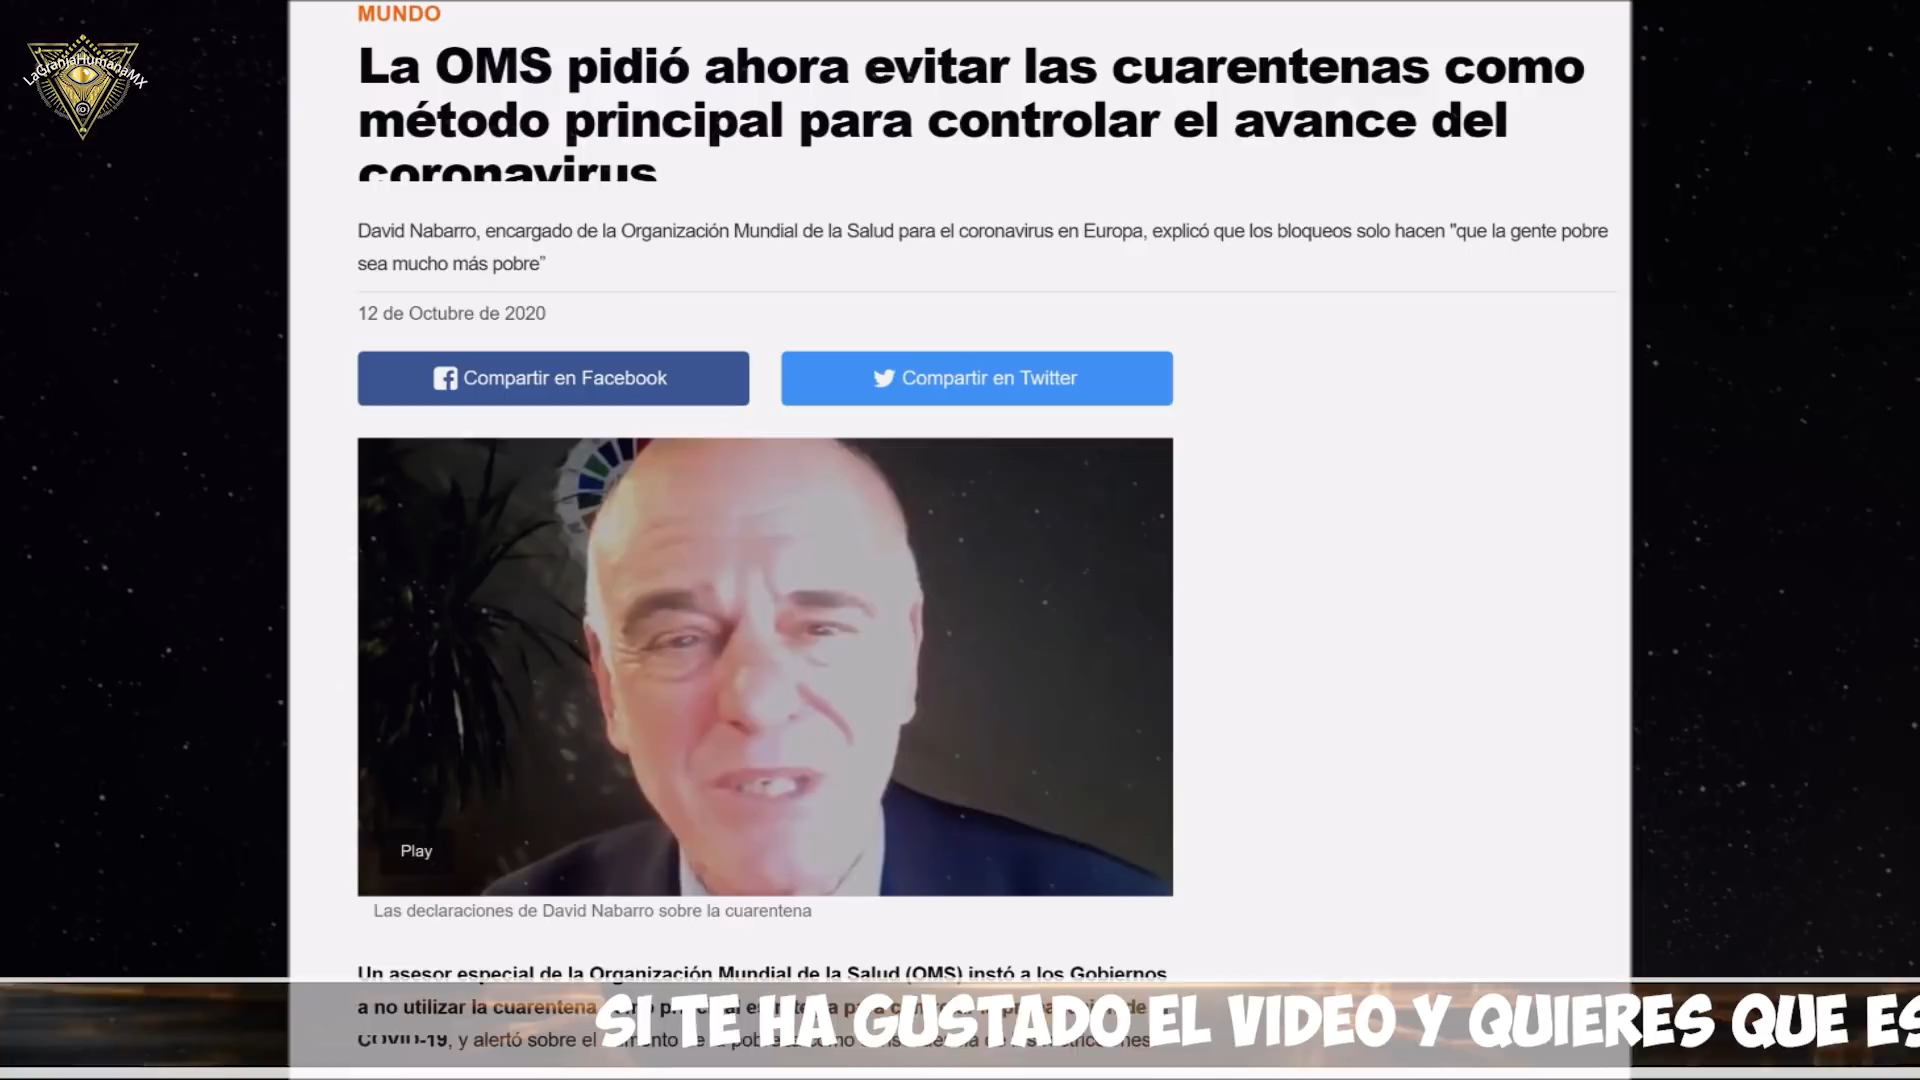 LaGranjaHumanaMX
MUNDO
La OMS pidió ahora evitar las cuarentenas como
método principal para controlar el avance del
coronavirus
David Nabarro, encargado de la Organización Mundial de la Salud para el coronavirus en Europa, explicó que los bloqueos solo hacen "que la gente pobre
sea mucho más pobre”
12 de Octubre de 2020
Compartir en Facebook
Compartir en Twitter
Play
Las declaraciones de David Nabarro sobre la cuarentena
Un asesor especial de la Organización Mundial de la Salud (OMS) instó a los Gobiernos
a no utilizar la cuarentena
COVID-19, y alertó sobre el
SI TE HA GUSTADO EL VIDEO Y QUIERES QUE ES